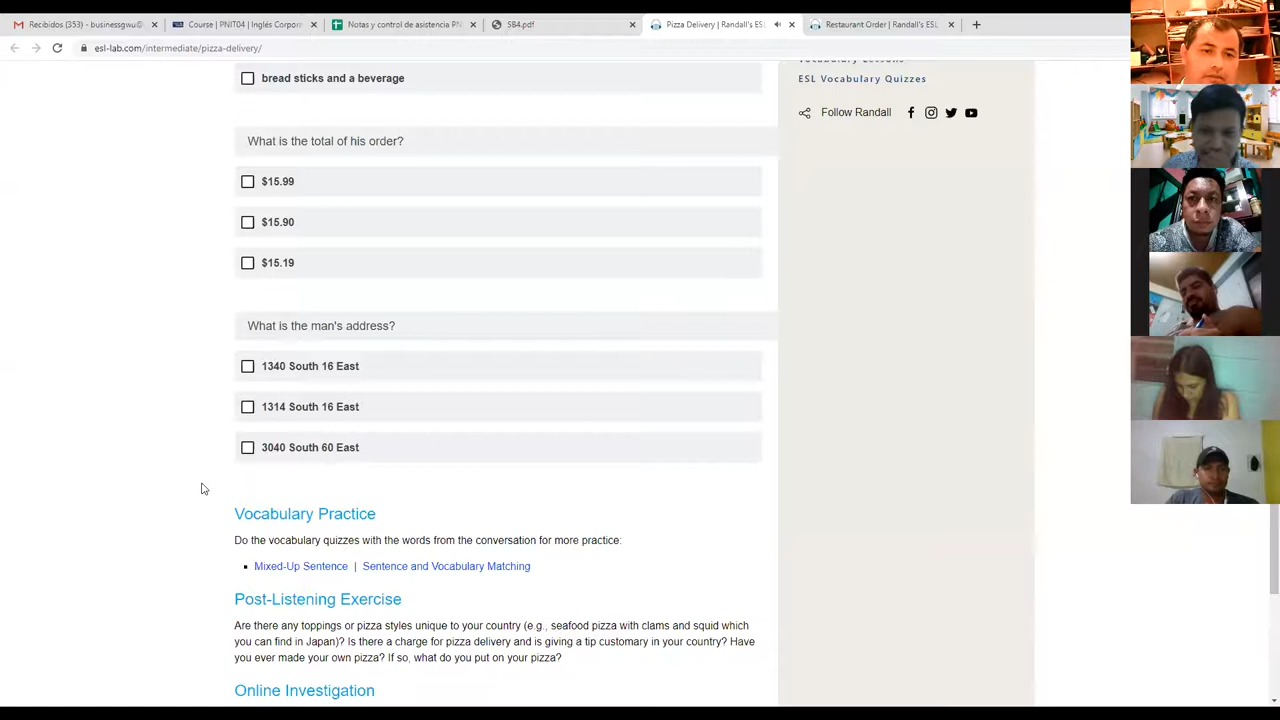 Recibidos (353) - businessgwu@
Course | PNIT04 | Inglés Corpor
Notas y control de asistencia PN
SB4.pdf
Pizza Delivery | Randall's ESL
Restaurant Order | Randall's ESL
esl-lab.com/intermediate/pizza-delivery/
bread sticks and a beverage
What is the total of his order?
$15.99
$15.90
$15.19
What is the man's address?
1340 South 16 East
1314 South 16 East
3040 South 60 East
Vocabulary Practice
Do the vocabulary quizzes with the words from the conversation for more practice:
Mixed-Up Sentence | Sentence and Vocabulary Matching
Post-Listening Exercise
Are there any toppings or pizza styles unique to your country (e.g., seafood pizza with clams and squid which
you can find in Japan)? Is there a charge for pizza delivery and is giving a tip customary in your country? Have
you ever made your own pizza? If so, what do you put on your pizza?
Online Investigation
Vocabulary Lessons
ESL Vocabulary Quizzes
Follow Randall